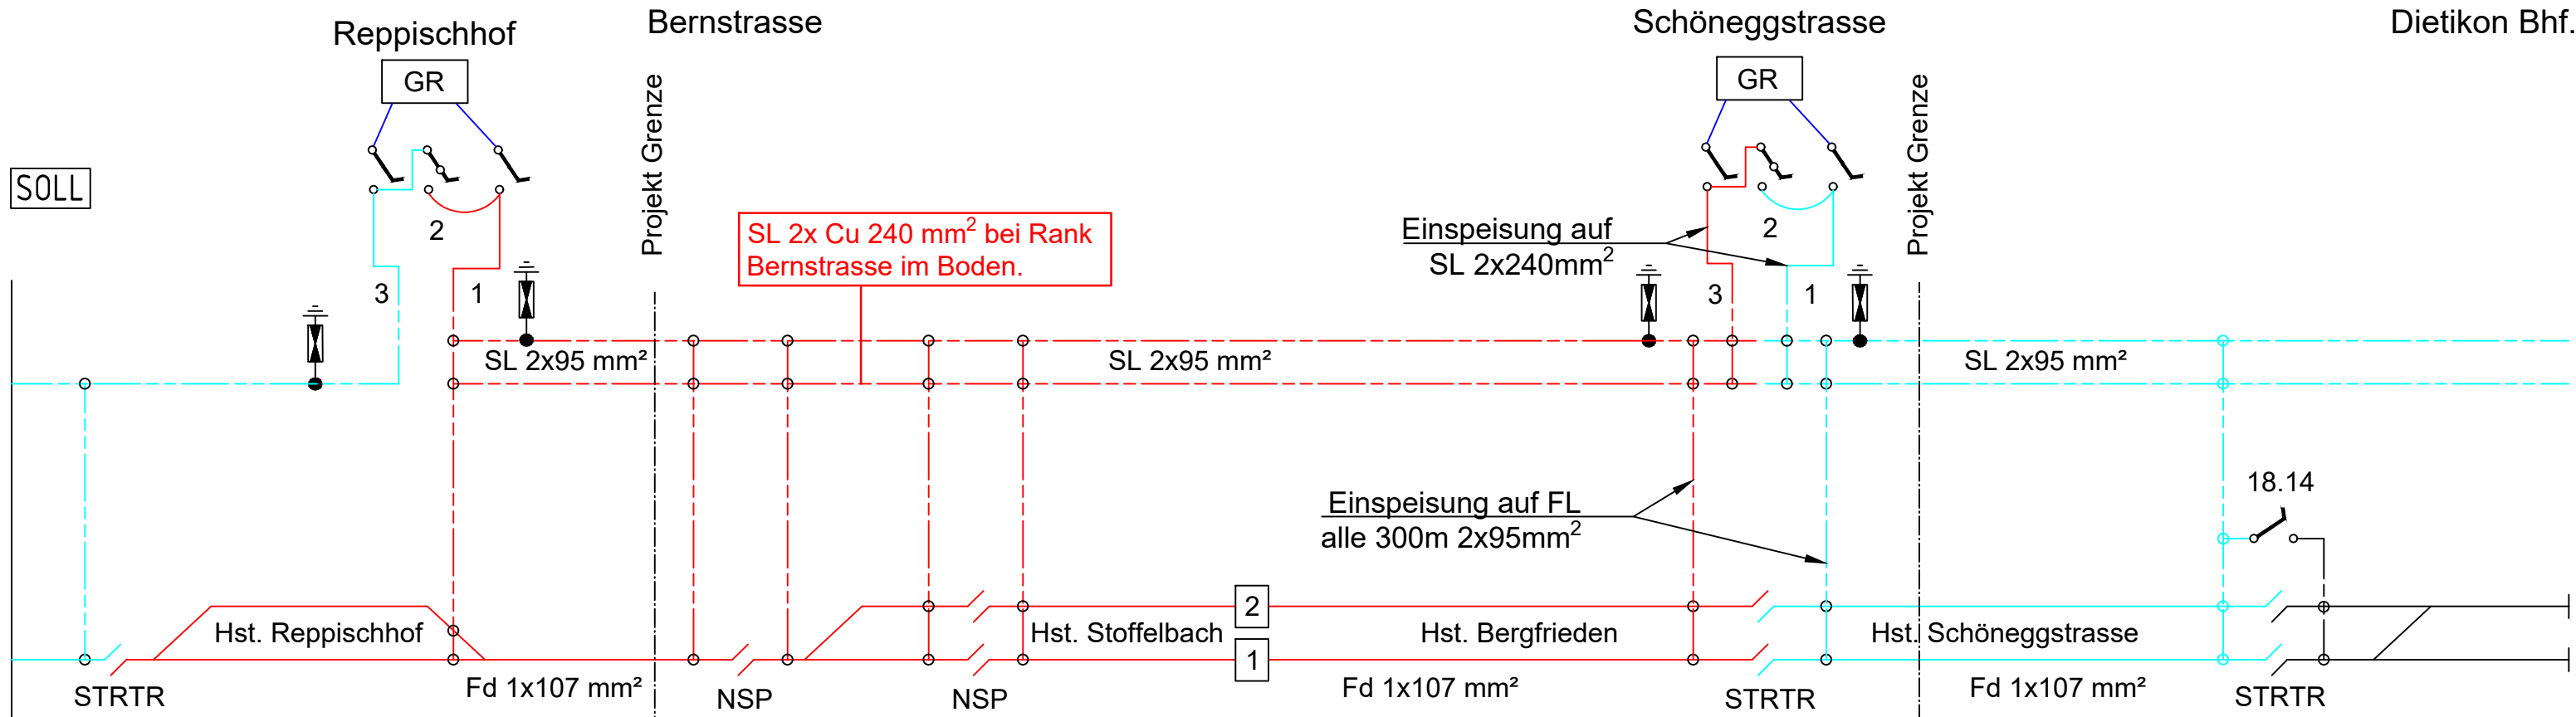 Reppischhof
Bernstrasse
Schöneggstrasse
Dietikon Bhf.
GR
GR
Projekt Grenze
Projekt Grenze
SOLL
2
3
1
SL 2x Cu 240 mm² bei Rank
Bernstrasse im Boden.
Einspeisung auf
SL 2x240mm²
2
3
1
SL 2x95 mm²
SL 2x95 mm²
SL 2x95 mm²
Einspeisung auf FL
alle 300m 2x95mm²
18.14
2
Hst. Reppischhof
Hst. Stoffelbach
Hst. Bergfrieden
Hst. Schöneggstrasse
1
STRTR
Fd 1x107 mm²
NSP
NSP
Fd 1x107 mm²
STRTR
Fd 1x107 mm²
STRTR